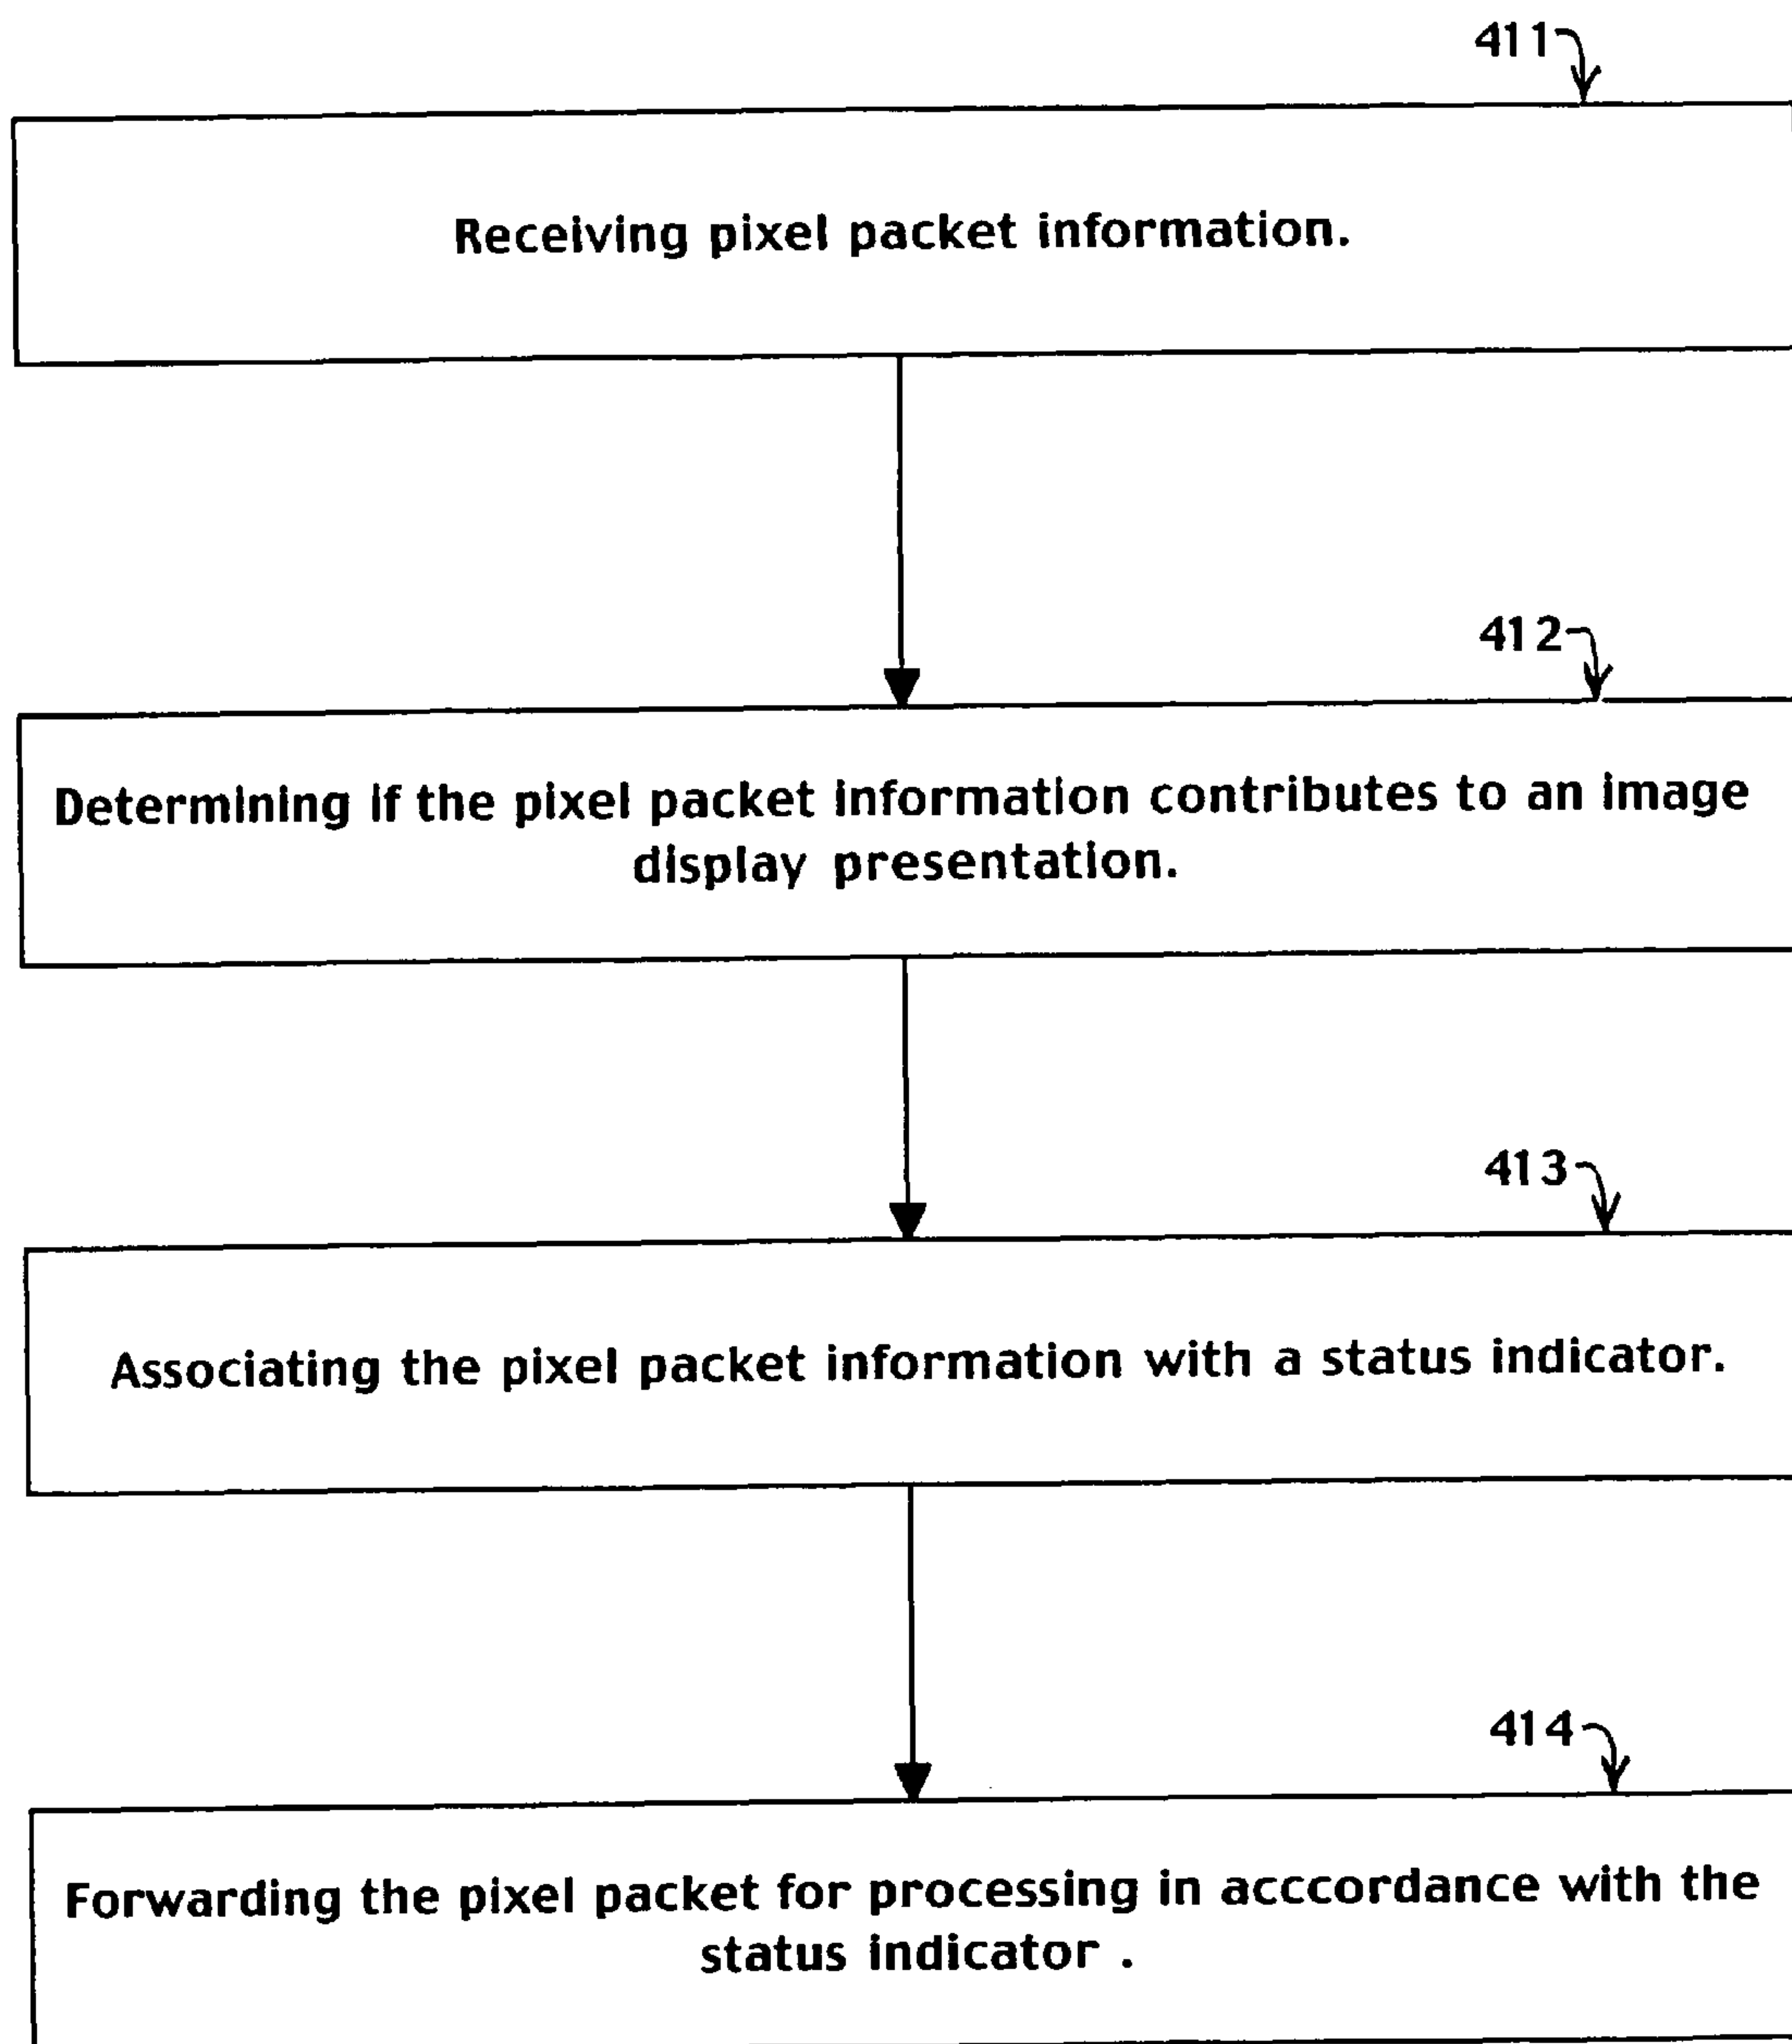 411
Receiving pixel packet information.
412
Determining if the pixel packet information contributes to an image
display presentation.
413
Associating the pixel packet information with a status indicator.
414
Forwarding the pixel packet for processing in acccordance with the
status indicator .